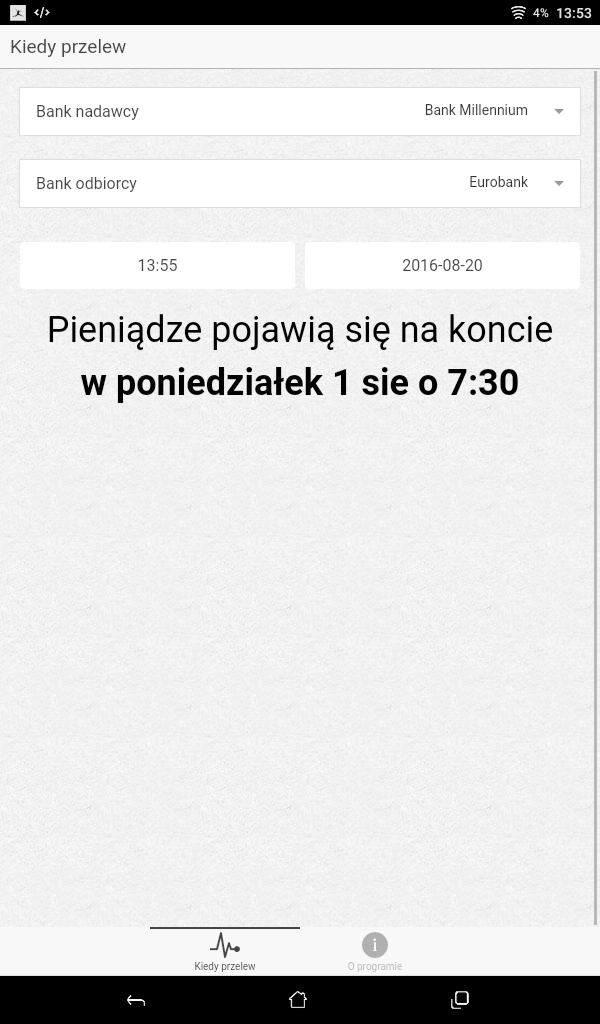 4% 13:53
Kiedy przelew
Bank nadawcy Bank Millennium
Bank odbiorcy Eurobank
13:55 2016-08-20
Pieniądze pojawią się na koncie
w poniedziałek 1 sie o 7:30
Kiedy przelew O programie